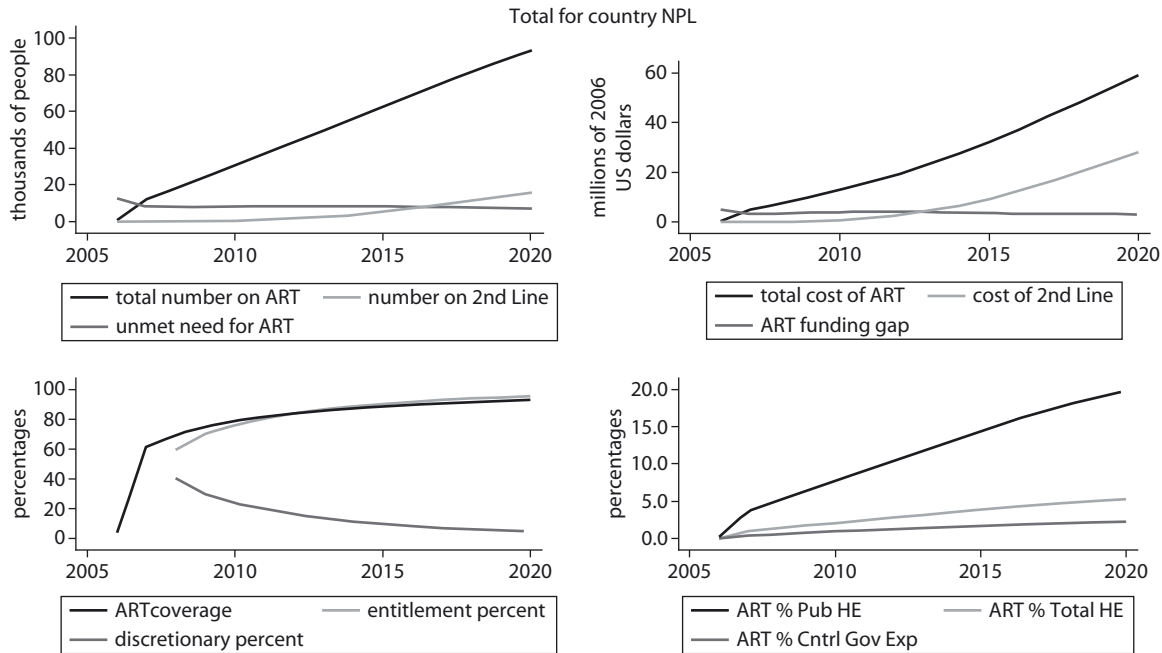 Total for country NPL
thousands of people
100
80
60
40
20
0
2005 2010 2015 2020
total number on ART number on 2nd Line
unmet need for ART
millions of 2006
US dollars
60
40
20
0
2005 2010 2015 2020
total cost of ART cost of 2nd Line
ART funding gap
percentages
100
80
60
40
20
0
2005 2010 2015 2020
ARTcoverage entitlement percent
discretionary percent
percentages
20.0
15.0
10.0
5.0
0.0
2005 2010 2015 2020
ART % Pub HE ART % Total HE
ART % Cntrl Gov Exp